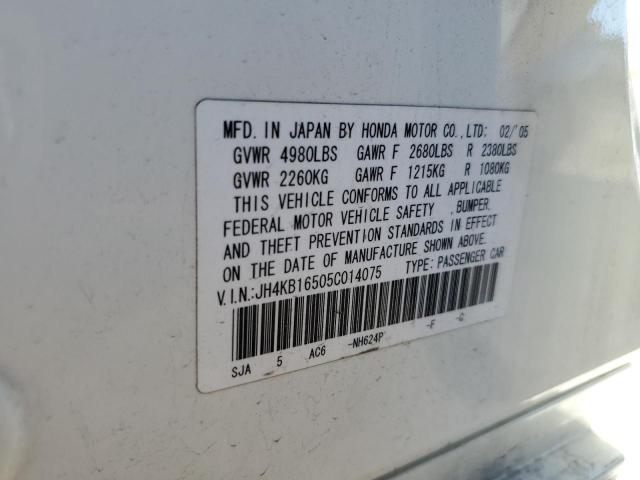 MFD. IN JAPAN BY HONDA MOTOR CO.,LTD: 02/'05
GVWR 4980LBS GAWR F 2680LBS R 2380LBS
GVWR 2260KG GAWR F 1215KG R 1080KG
THIS VEHICLE CONFORMS TO ALL APPLICABLE
FEDERAL MOTOR VEHICLE SAFETY ,BUMPER,
AND THEFT PREVENTION STANDARDS IN EFFECT
ON THE DATE OF MANUFACTURE SHOWN ABOVE.
V.I.N.:JH4KB16505C014075 TYPE: PASSENGER CAR
SJA 5 AC6 -NH624P -F -G